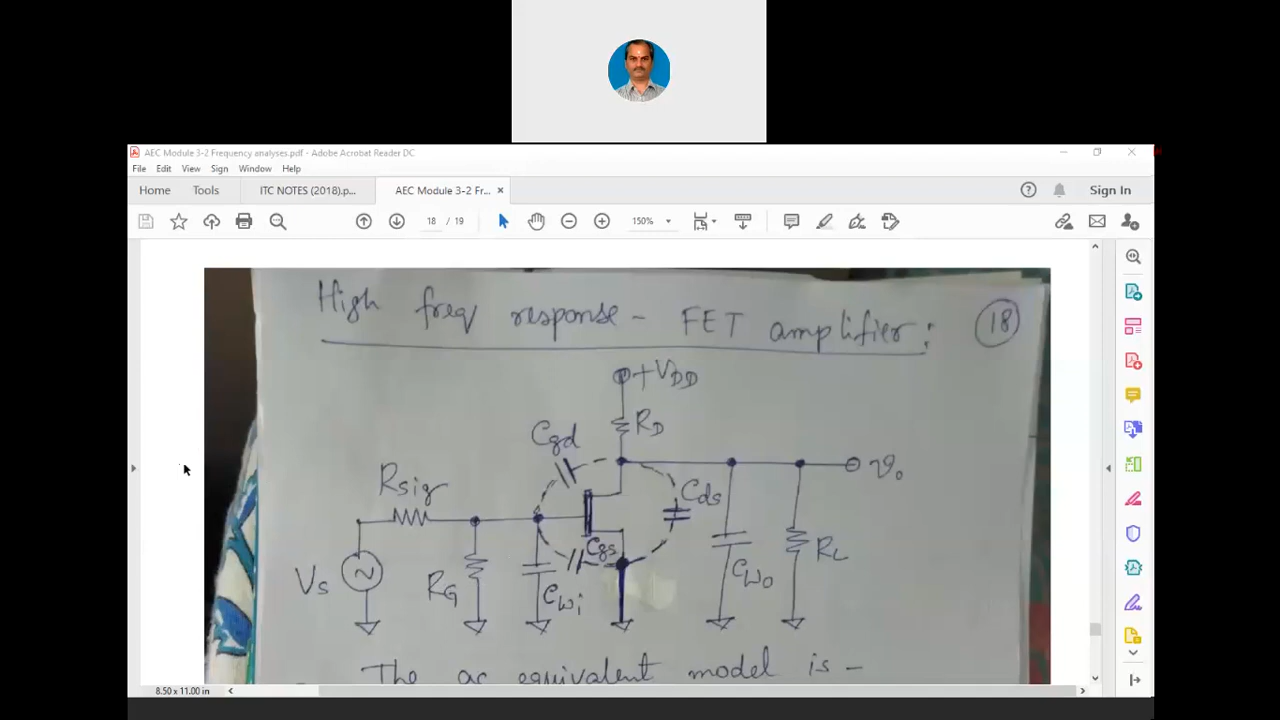 AEC Module 3-2 Frequency analyses.pdf - Adobe Acrobat Reader DC
File Edit View Sign Window Help
Home Tools ITC NOTES (2018).p... AEC Module 3-2 Fr... × Sign In
18 / 19 150%
High freq response - FET amplifier: 18
+VDD
RD
Cgd
Vo
Rsig
Cds
Cgs
RL
Vs
RG
Cwi
Cwo
The ac equivalent model is -
8.50 x 11.00 in